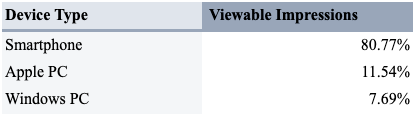 Device Type Viewable Impressions
Smartphone 80.77%
Apple PC 11.54%
Windows PC 7.69%